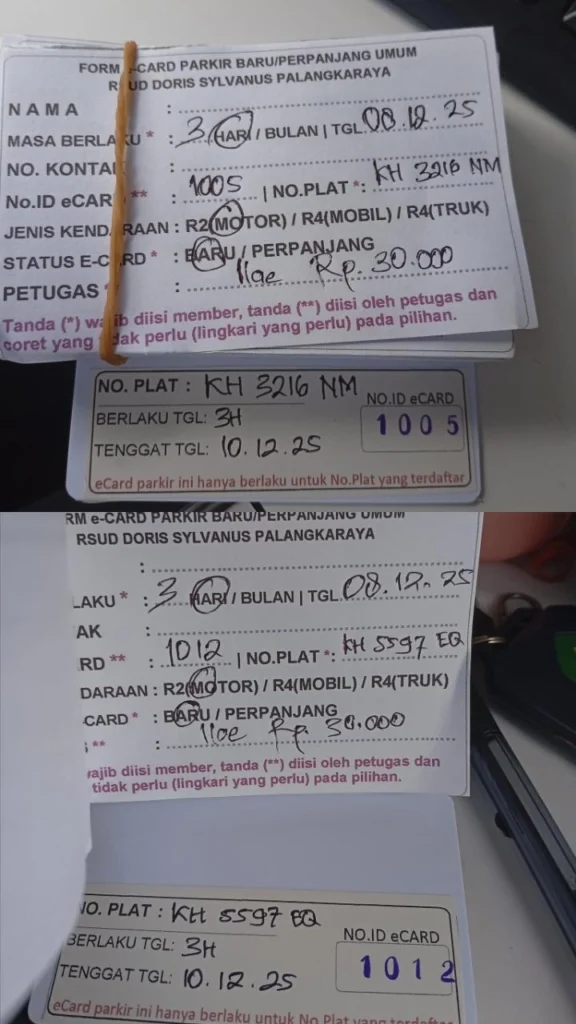 FORM e-CARD PARKIR BARU/PERPANJANG UMUM
RSUD DORIS SYLVANUS PALANGKARAYA
NAMA :
MASA BERLAKU * : 3 HARI / BULAN | TGL 08.12.25
NO. KONTAK :
No.ID eCARD ** : 1005 | NO.PLAT *: KH 3216 NM
JENIS KENDARAAN : R2(MOTOR) / R4(MOBIL) / R4(TRUK)
STATUS E-CARD * : BARU / PERPANJANG
PETUGAS : Rp. 30.000
Tanda (*) wajib diisi member, tanda (**) diisi oleh petugas dan
coret yang tidak perlu (lingkari yang perlu) pada pilihan.
NO. PLAT : KH 3216 NM
NO.ID eCARD
BERLAKU TGL: 3H
1005
TENGGAT TGL: 10.12.25
eCard parkir ini hanya berlaku untuk No.Plat yang terdaftar
RM e-CARD PARKIR BARU/PERPANJANG UMUM
RSUD DORIS SYLVANUS PALANGKARAYA
:
LAKU * : 3 HARI / BULAN | TGL 08.12.25
AK :
RD ** : 1012 | NO.PLAT *: KH 5597 EQ
DARAAN : R2(MOTOR) / R4(MOBIL) / R4(TRUK)
CARD * : BARU / PERPANJANG
** : Rp. 30.000
ajib diisi member, tanda (**) diisi oleh petugas dan
tidak perlu (lingkari yang perlu) pada pilihan.
NO. PLAT : KH 5597 EQ
NO.ID eCARD
BERLAKU TGL: 3H
1012
TENGGAT TGL: 10.12.25
eCard parkir ini hanya berlaku untuk No.Plat yang terdaftar